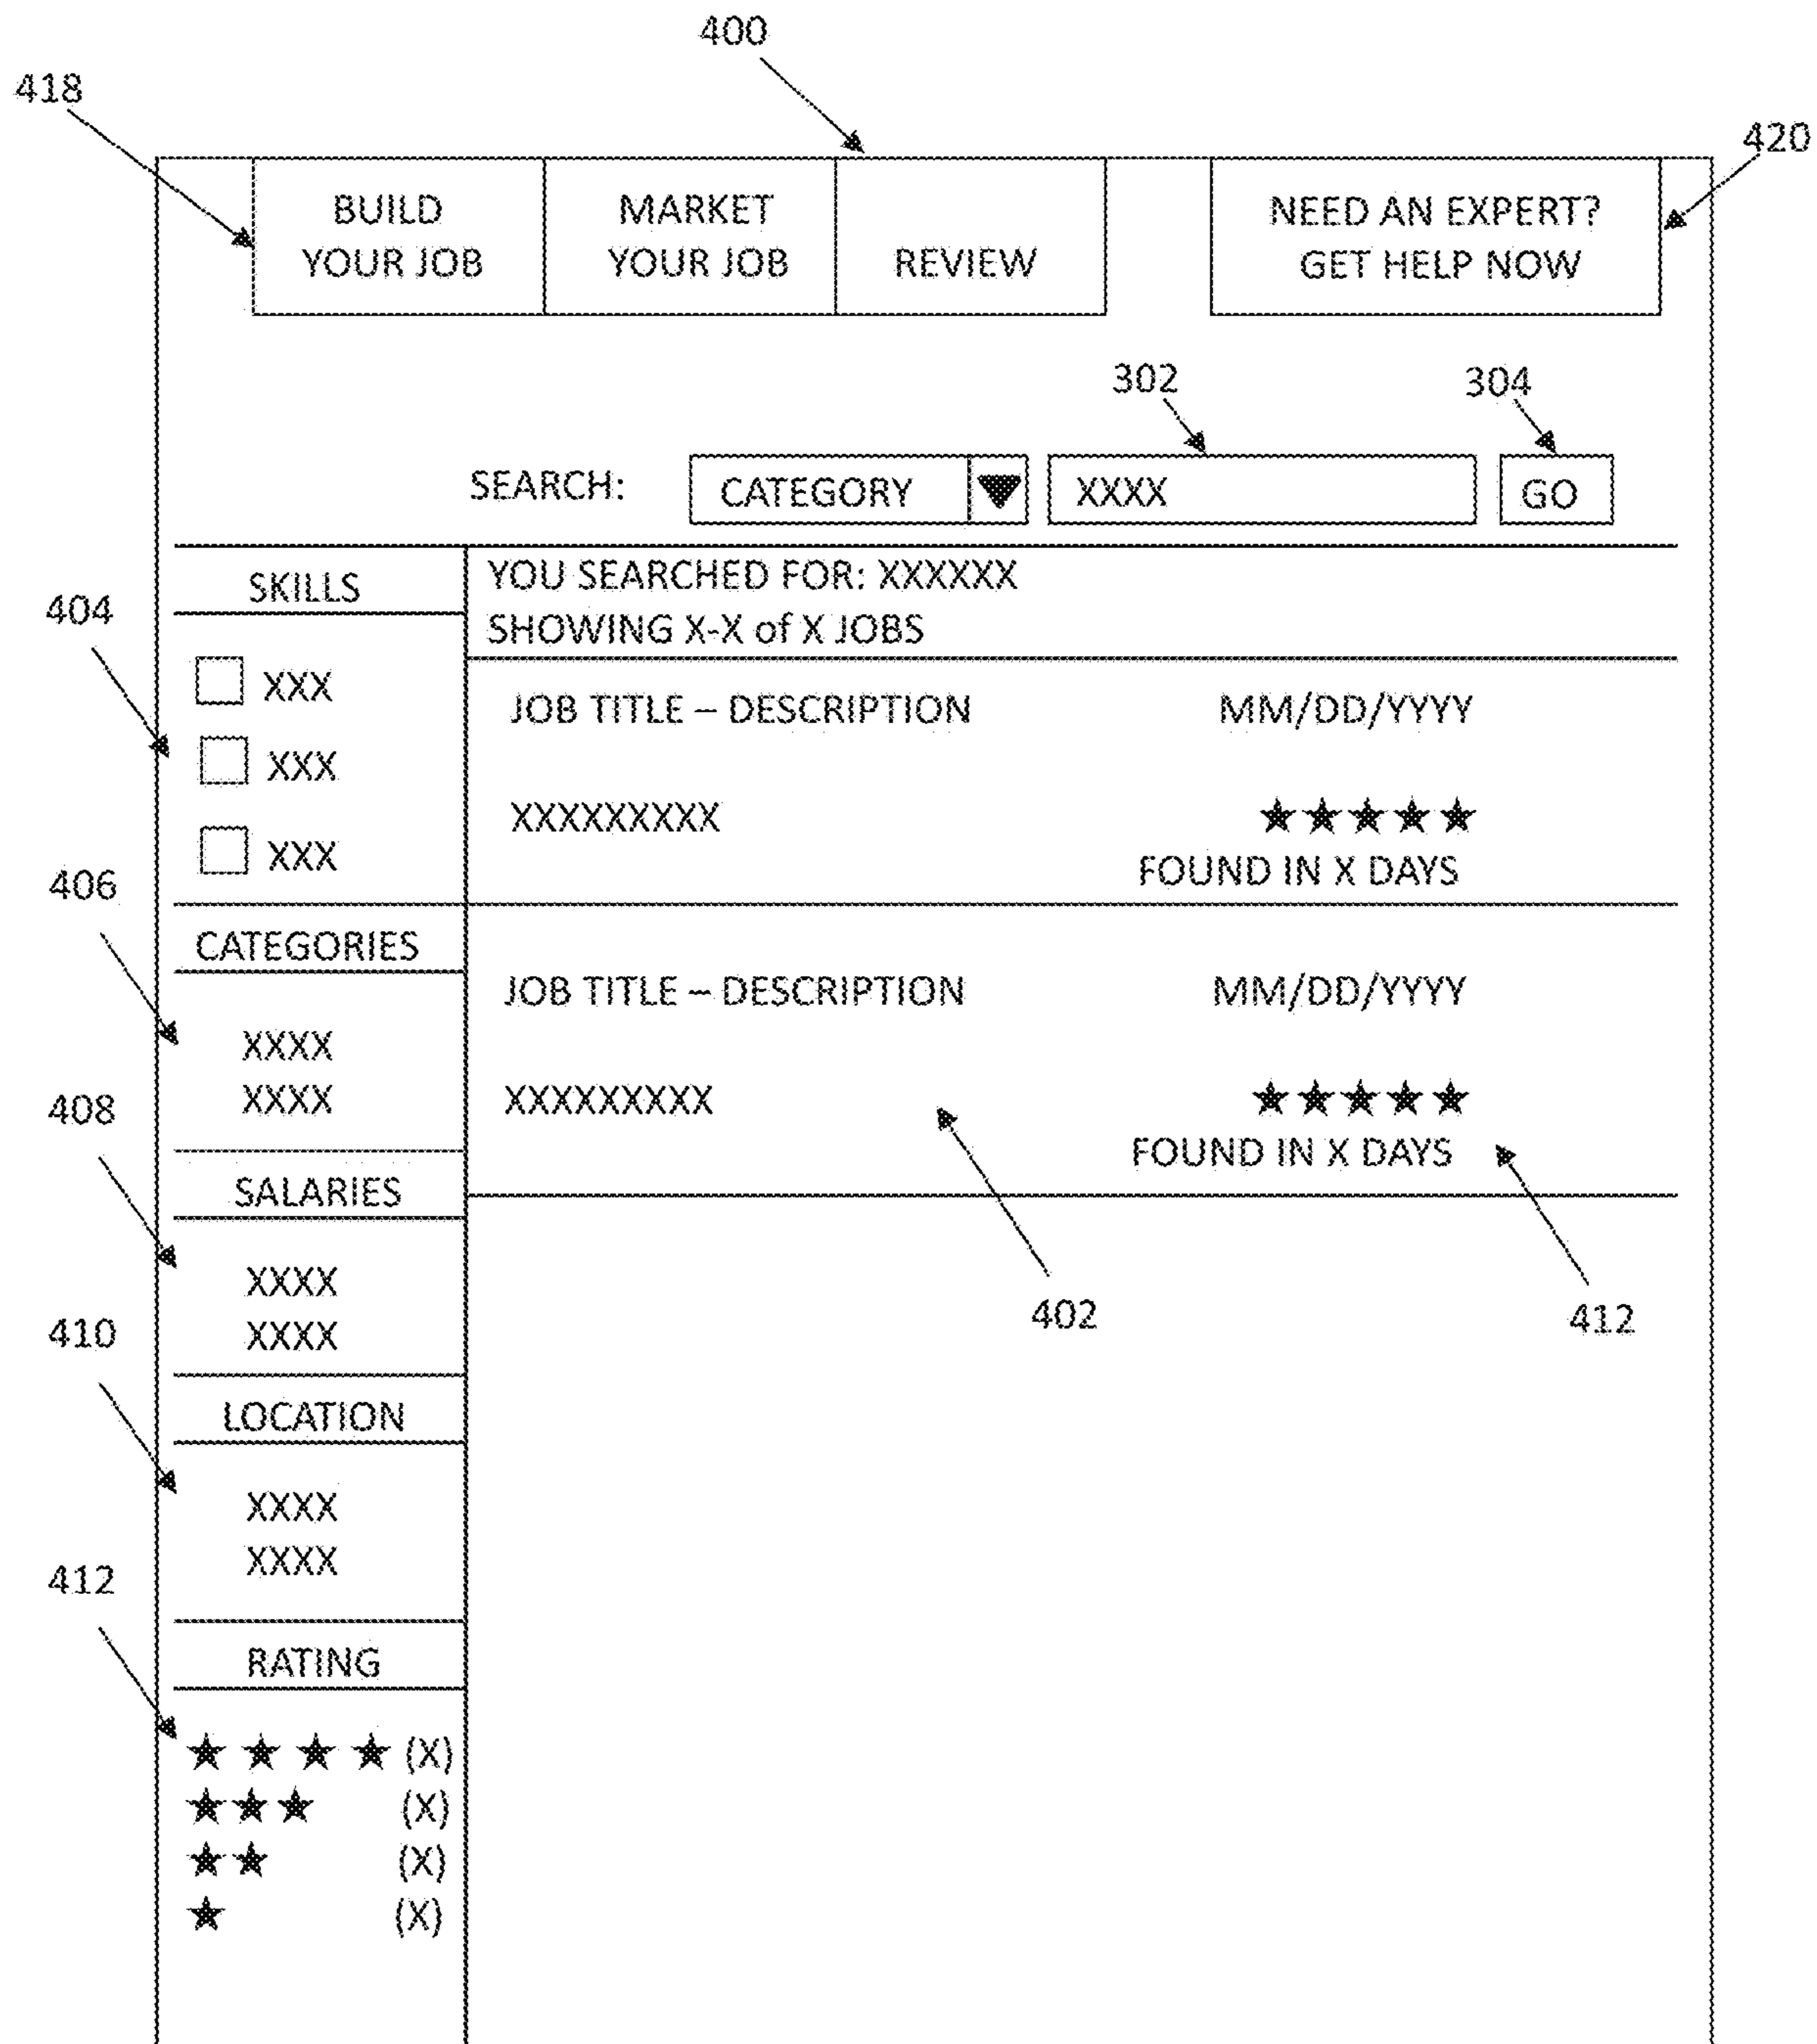 400
418
420
BUILD
YOUR JOB
MARKET
YOUR JOB
REVIEW
NEED AN EXPERT?
GET HELP NOW
302
304
SEARCH:
CATEGORY
XXXX
GO
SKILLS
404
XXX
XXX
XXX
406
CATEGORIES
XXXX
XXXX
408
SALARIES
XXXX
XXXX
410
LOCATION
XXXX
XXXX
412
RATING
★ ★ ★ ★ (X)
★★★ (X)
★★ (X)
★ (X)
YOU SEARCHED FOR: XXXXXX
SHOWING X-X of X JOBS
JOB TITLE – DESCRIPTION MM/DD/YYYY
XXXXXXXXX ★★★★★
FOUND IN X DAYS
JOB TITLE – DESCRIPTION MM/DD/YYYY
XXXXXXXXX ★★★★★
FOUND IN X DAYS
402
412